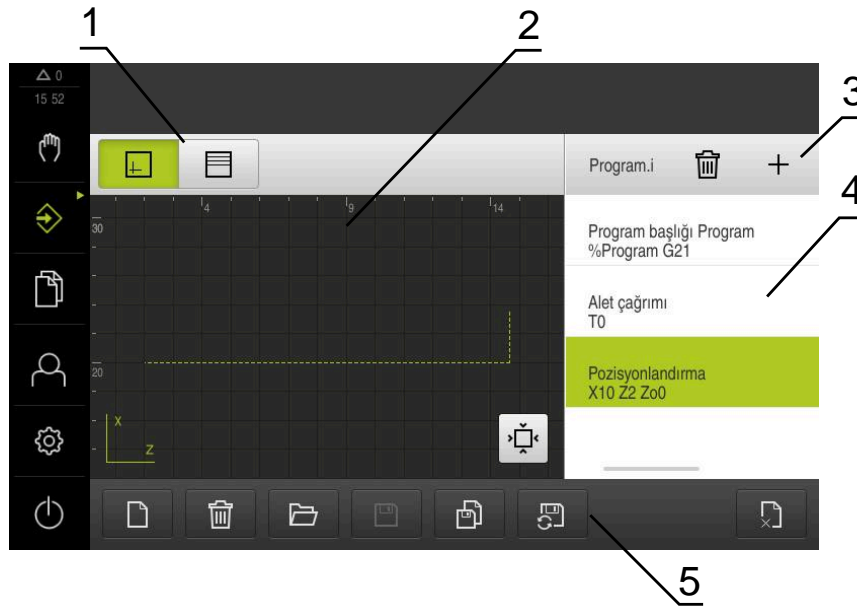 1
2
3
0
15 52
Program.i
4
4
9
14
30
Program başlığı Program
%Program G21
Alet çağrımı
T0
20
Pozisyonlandırma
X10 Z2 Zo0
X
Z
5